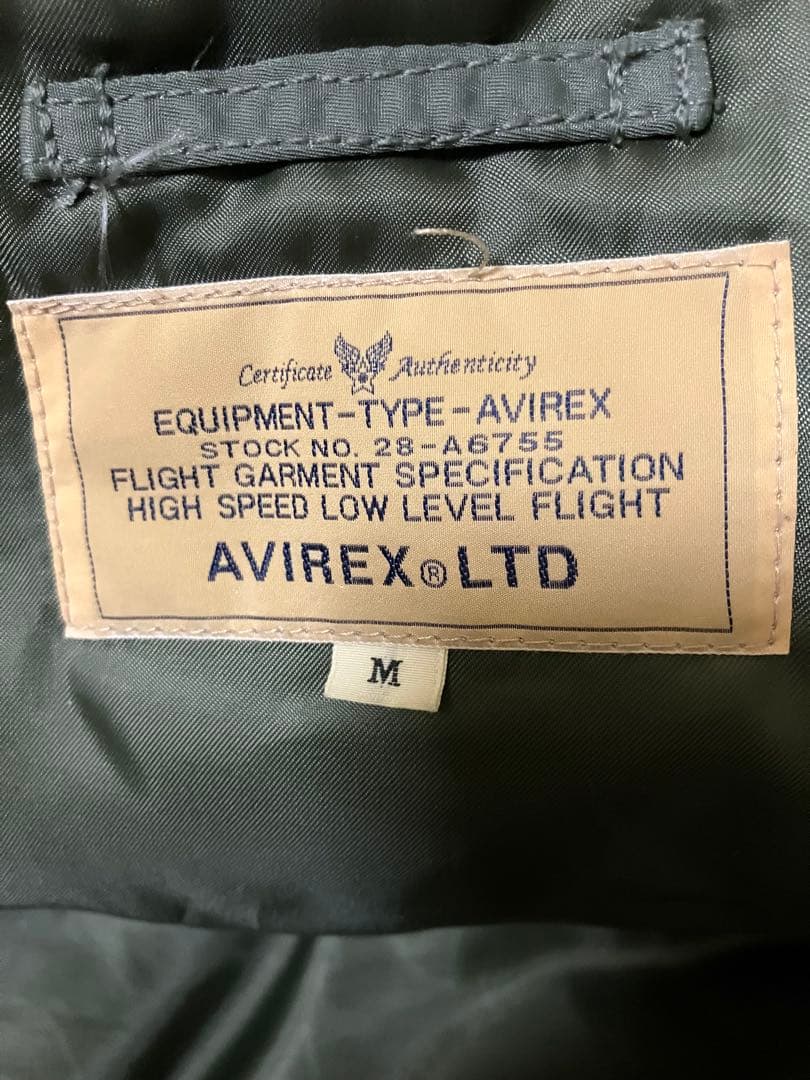 Certificate Authenticity
EQUIPMENT-TYPE-AVIREX
STOCK NO. 28-A6755
FLIGHT GARMENT SPECIFICATION
HIGH SPEED LOW LEVEL FLIGHT
AVIREX® LTD
M